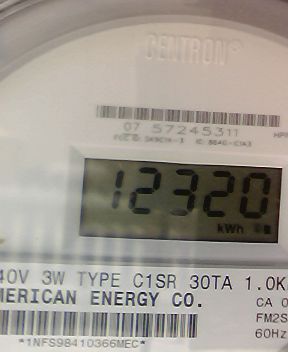 CENTRON®
07 57245311
12320
kWh
40V 3W TYPE C1SR 30TA 1.0K
MERICAN ENERGY CO.
CA 0
FM2S
60Hz
*1NFS98410366MEC*